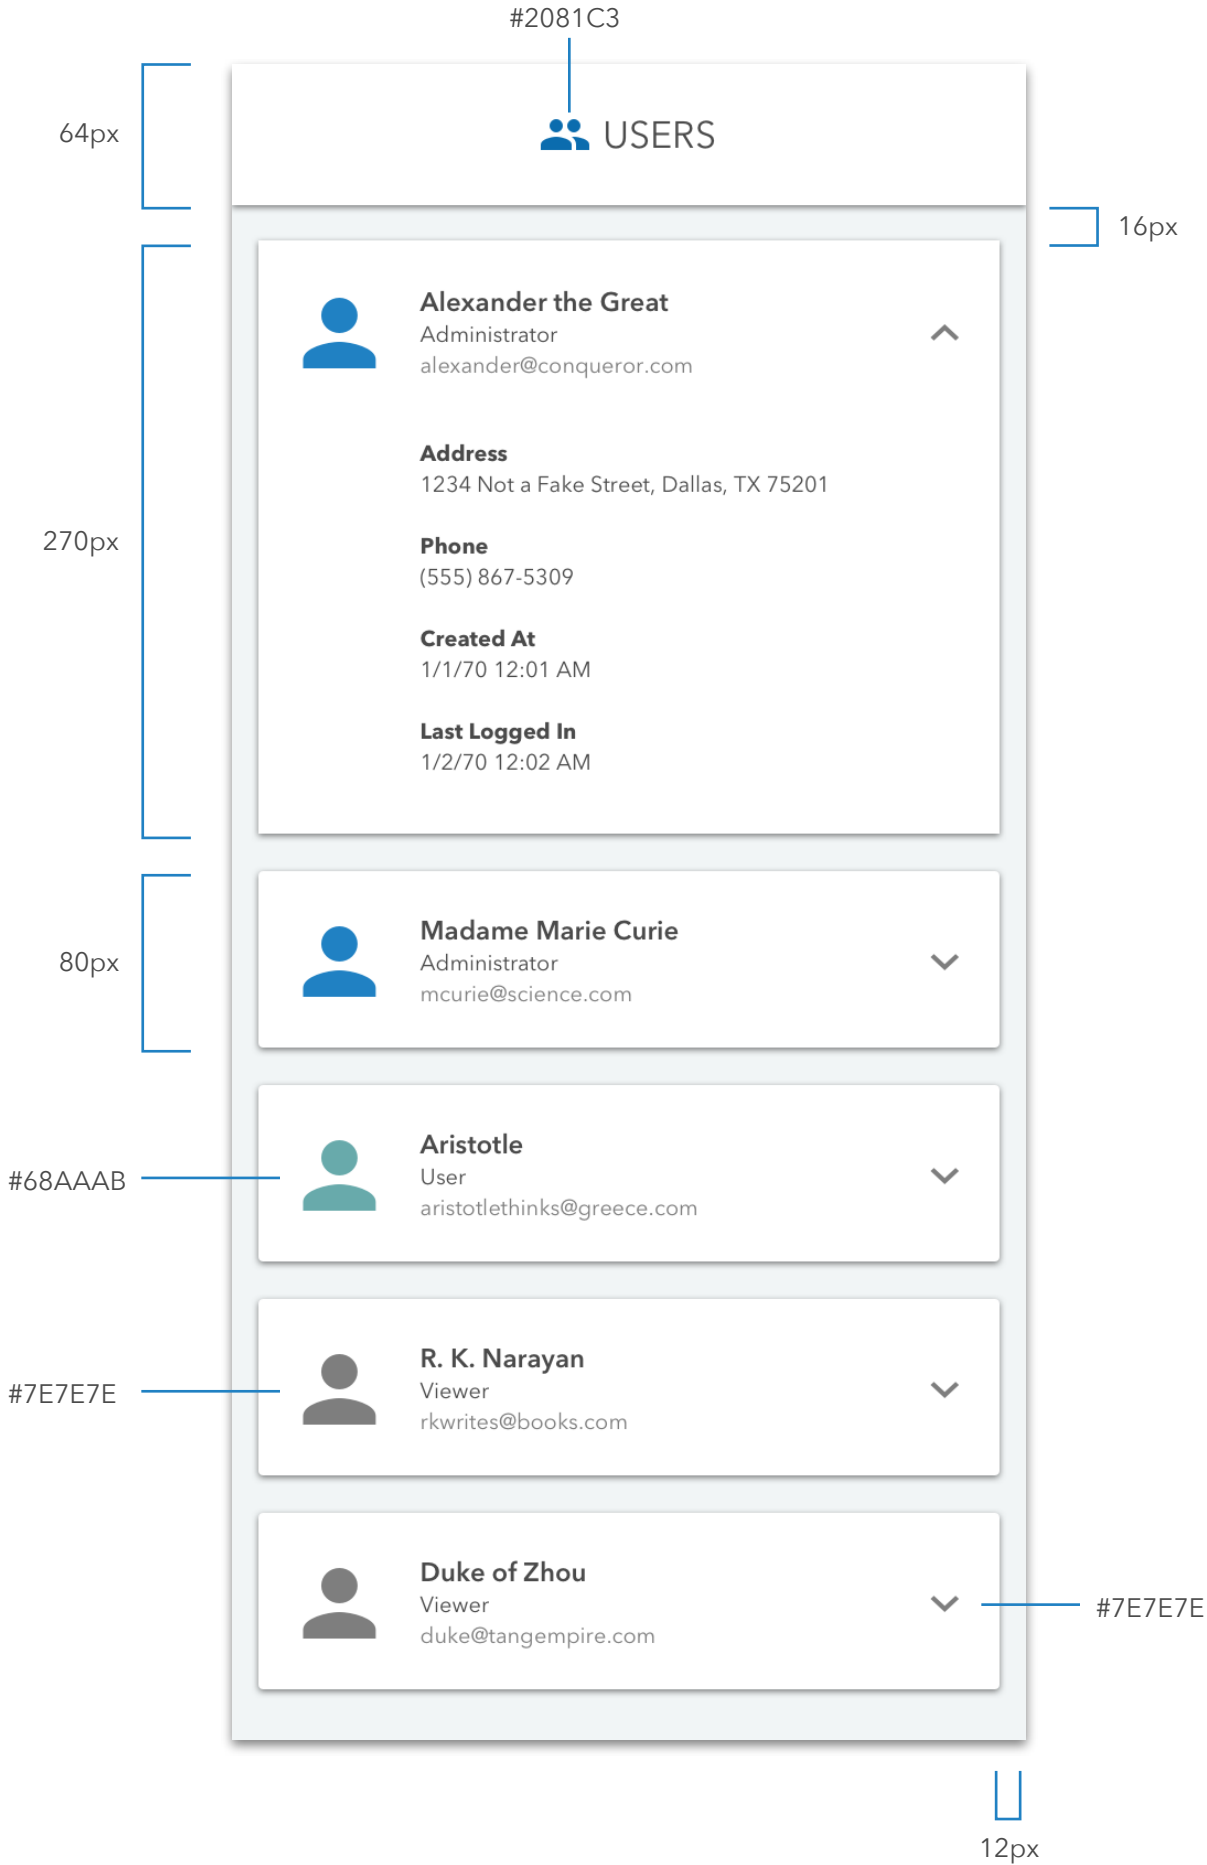 #2081C3
64px
USERS
16px
Alexander the Great
Administrator
alexander@conqueror.com
Address
1234 Not a Fake Street, Dallas, TX 75201
270px
Phone
(555) 867-5309
Created At
1/1/70 12:01 AM
Last Logged In
1/2/70 12:02 AM
80px
Madame Marie Curie
Administrator
mcurie@science.com
#68AAAB
Aristotle
User
aristotlethinks@greece.com
#7E7E7E
R. K. Narayan
Viewer
rkwrites@books.com
Duke of Zhou
Viewer
duke@tangempire.com
#7E7E7E
12px